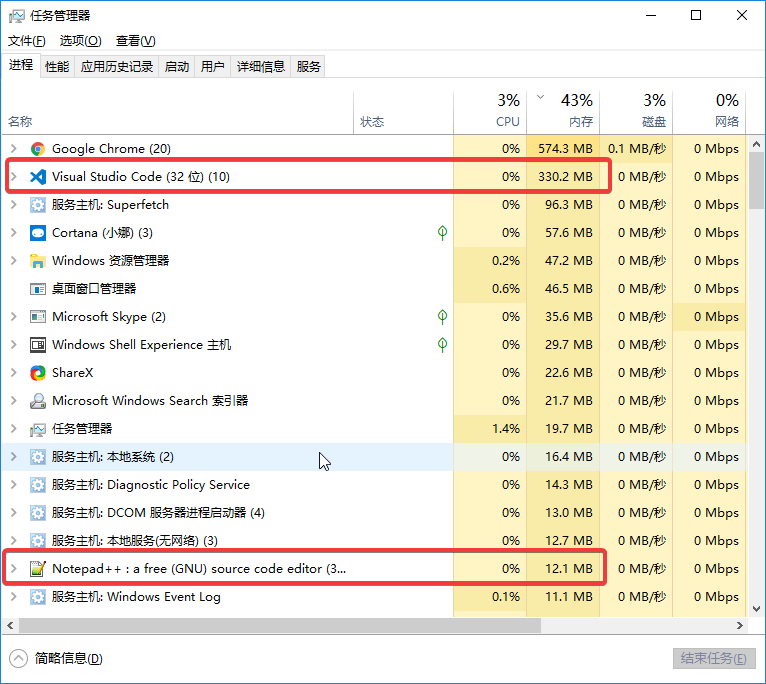 任务管理器
文件(F) 选项(O) 查看(V)
进程 性能 应用历史记录 启动 用户 详细信息 服务
3% 43% 3% 0%
名称 状态 CPU 内存 磁盘 网络
Google Chrome (20) 0% 574.3 MB 0.1 MB/秒 0 Mbps
Visual Studio Code (32 位) (10) 0% 330.2 MB 0 MB/秒 0 Mbps
服务主机: Superfetch 0% 96.3 MB 0 MB/秒 0 Mbps
Cortana (小娜) (3) 0% 57.6 MB 0 MB/秒 0 Mbps
Windows 资源管理器 0.2% 47.2 MB 0 MB/秒 0 Mbps
桌面窗口管理器 0.6% 46.5 MB 0 MB/秒 0 Mbps
Microsoft Skype (2) 0% 35.6 MB 0 MB/秒 0 Mbps
Windows Shell Experience 主机 0% 29.7 MB 0 MB/秒 0 Mbps
ShareX 0% 22.6 MB 0 MB/秒 0 Mbps
Microsoft Windows Search 索引器 0% 21.7 MB 0 MB/秒 0 Mbps
任务管理器 1.4% 19.7 MB 0 MB/秒 0 Mbps
服务主机: 本地系统 (2) 0% 16.4 MB 0 MB/秒 0 Mbps
服务主机: Diagnostic Policy Service 0% 14.3 MB 0 MB/秒 0 Mbps
服务主机: DCOM 服务器进程启动器 (4) 0% 13.0 MB 0 MB/秒 0 Mbps
服务主机: 本地服务(无网络) (3) 0% 12.7 MB 0 MB/秒 0 Mbps
Notepad++ : a free (GNU) source code editor (3... 0% 12.1 MB 0 MB/秒 0 Mbps
服务主机: Windows Event Log 0.1% 11.1 MB 0 MB/秒 0 Mbps
简略信息(D) 结束任务(E)